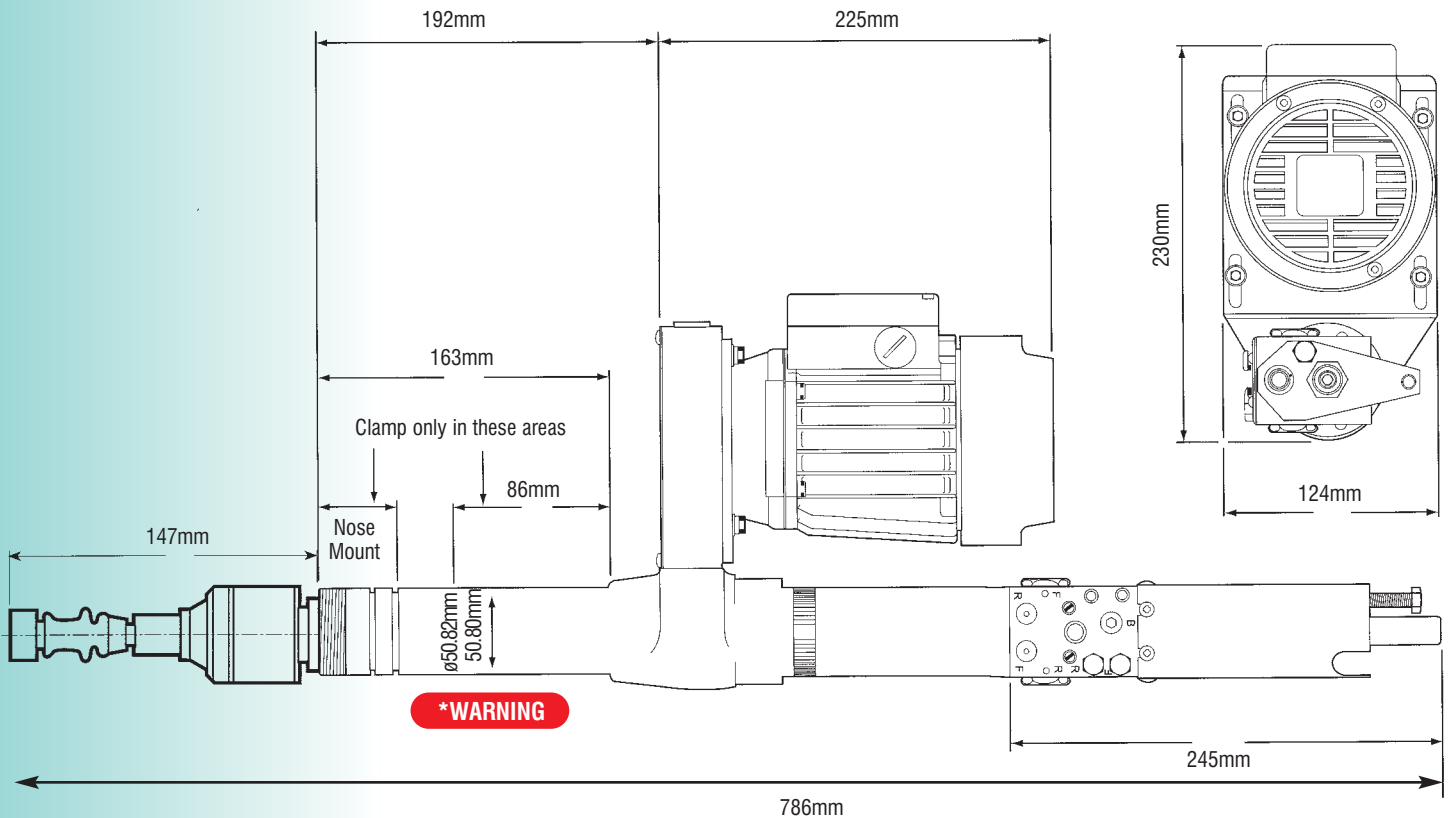 192mm
225mm
230mm
163mm
Clamp only in these areas
86mm
124mm
147mm
Nose
Mount
ø50.82mm
50.80mm
R
F
B
F
R
R
F
*WARNING
245mm
786mm